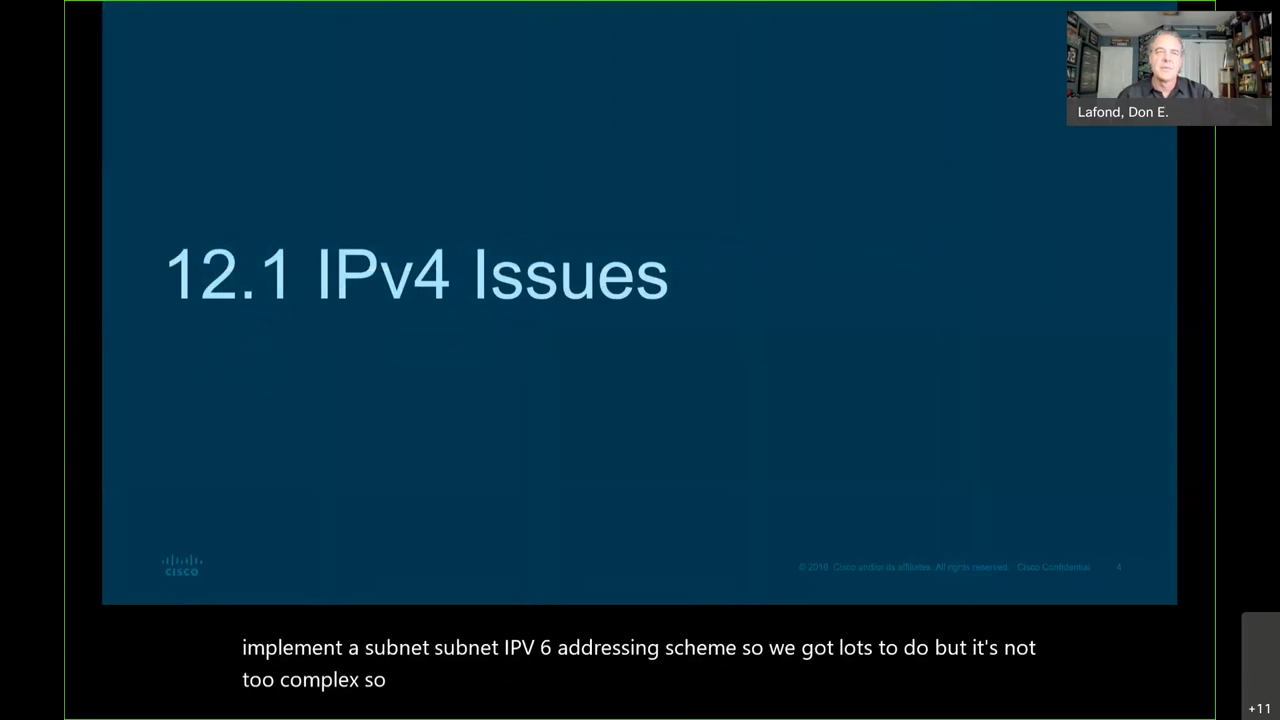 Lafond, Don E.
12.1 IPv4 Issues
CISCO
© 2016 Cisco and/or its affiliates. All rights reserved. Cisco Confidential 4
implement a subnet subnet IPV 6 addressing scheme so we got lots to do but it's not
too complex so
+11